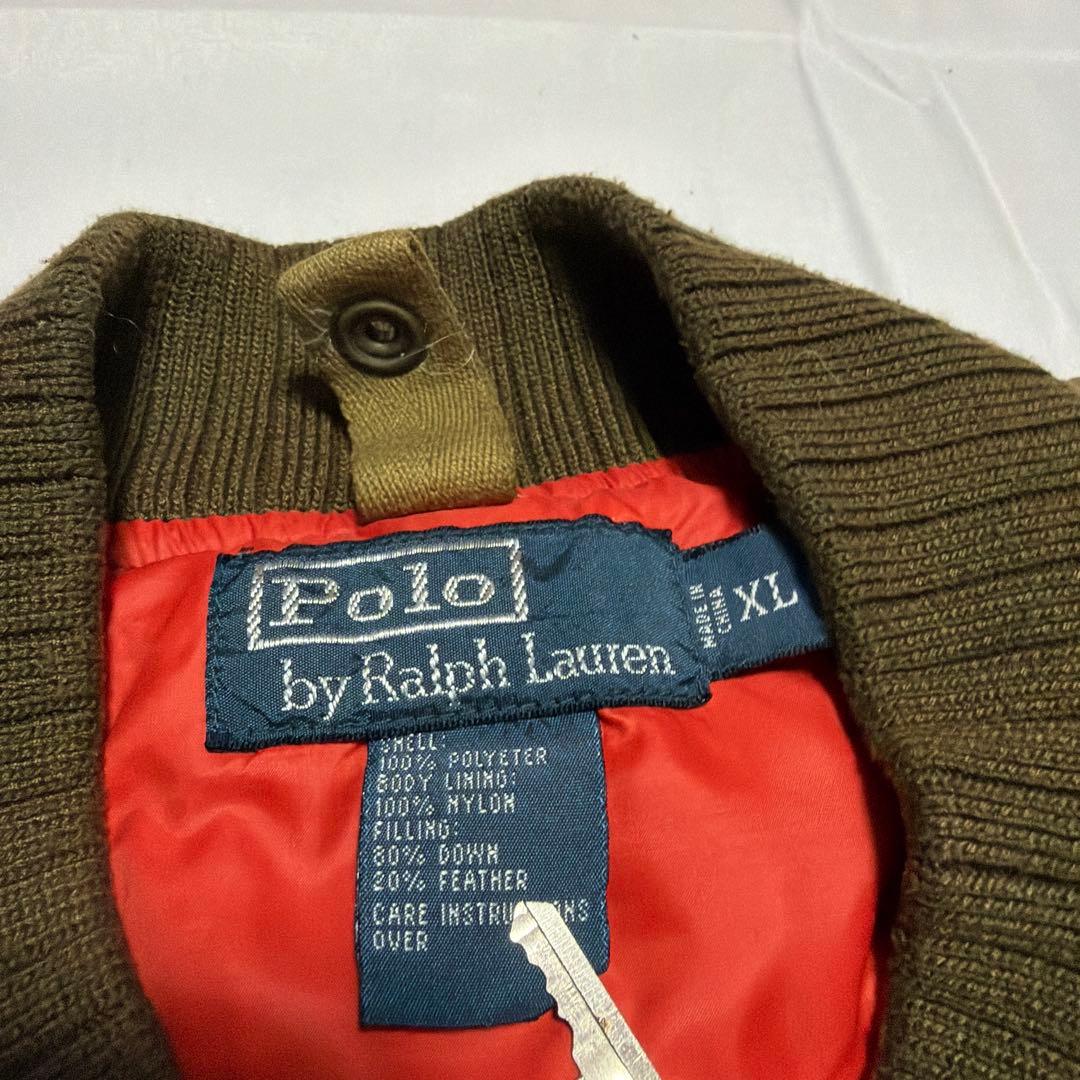 Polo
by Ralph Lauren
MADE IN
CHINA
XL
SHELL:
100% POLYETER
BODY LINING:
100% NYLON
FILLING:
80% DOWN
20% FEATHER
CARE
OVER